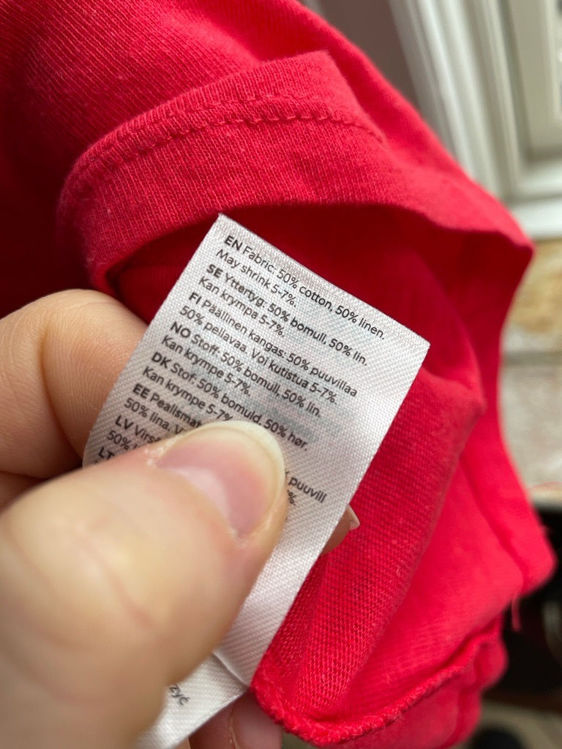 EN Fabric: 50% cotton, 50% linen.
May shrink 5-7%.
SE Yttertyg: 50% bomull, 50% lin.
Kan krympa 5-7%.
FI Päällinen kangas: 50% puuvillaa
50% pellavaa. Voi kutistua 5-7%.
NO Stoff: 50% bomull, 50% lin.
Kan krympe 5-7%.
DK Stof: 50% bomuld, 50% hør.
Kan krympe 5-7%
EE
50% lina.
LV
50%
LT